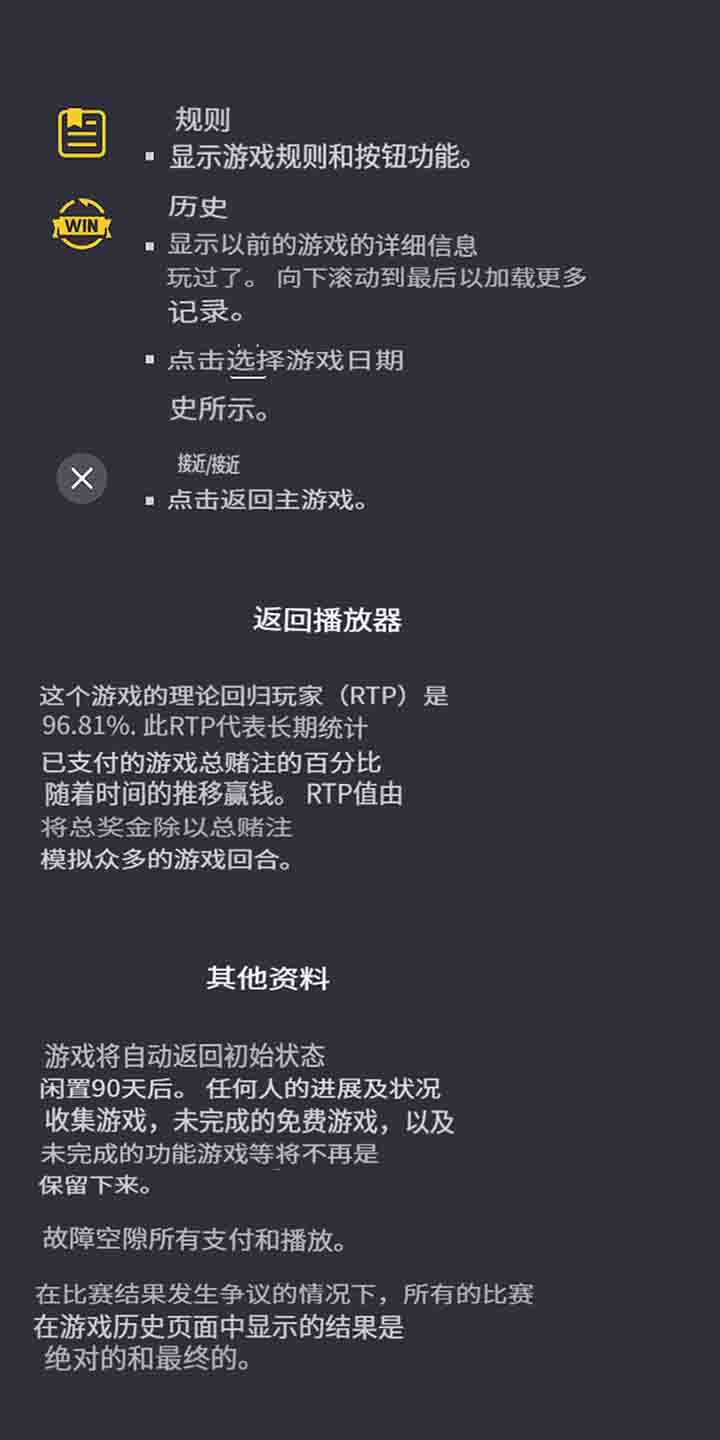 规则
▪ 显示游戏规则和按钮功能。
WIN
历史
▪ 显示以前的游戏的详细信息
玩过了。 向下滚动到最后以加载更多
记录。
▪ 点击选择游戏日期
史所示。
接近/接近
▪ 点击返回主游戏。
返回播放器
这个游戏的理论回归玩家（RTP）是
96.81%. 此RTP代表长期统计
已支付的游戏总赌注的百分比
随着时间的推移赢钱。 RTP值由
将总奖金除以总赌注
模拟众多的游戏回合。
其他资料
游戏将自动返回初始状态
闲置90天后。 任何人的进展及状况
收集游戏，未完成的免费游戏，以及
未完成的功能游戏等将不再是
保留下来。
故障空隙所有支付和播放。
在比赛结果发生争议的情况下，所有的比赛
在游戏历史页面中显示的结果是
绝对的和最终的。